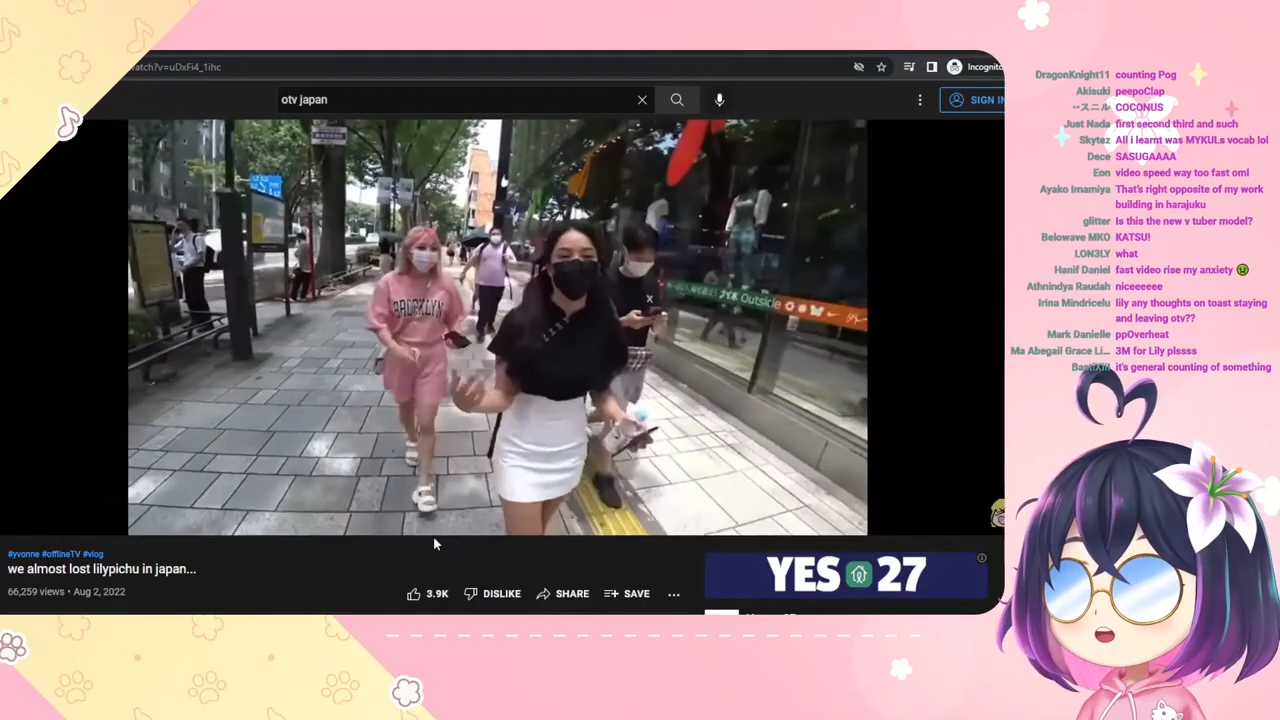 watch?v=uDxFi4_1ihc
Incognito
otv japan
SIGN IN
BROOKLYN
Outside
#yvonne #offlineTV #vlog
we almost lost lilypichu in japan...
66,259 views • Aug 2, 2022
3.9K
DISLIKE
SHARE
SAVE
YES 27
DragonKnight11 counting Pog
Akisuki peepoClap
COCONUS
Just Nada first second third and such
Skytez All i learnt was MYKULs vocab lol
Dece SASUGAAAA
Eon video speed way too fast oml
Ayako Imamiya That's right opposite of my work
building in harajuku
glitter Is this the new v tuber model?
Belowave MKO KATSU!
LON3LY what
Hanif Daniel fast video rise my anxiety 🤢
Athnindya Raudah niceeeeee
Irina Mindricelu lily any thoughts on toast staying
and leaving otv??
Mark Danielle ppOverheat
Ma Abegail Grace Li... 3M for Lily plssss
it's general counting of something